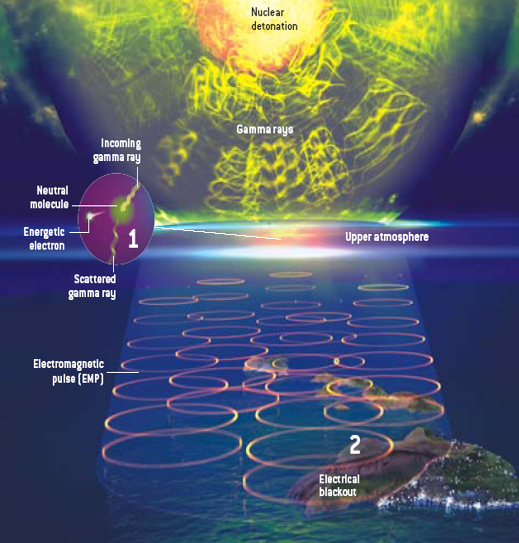 Nuclear
detonation
Gamma rays
Incoming
gamma ray
Neutral
molecule
Energetic
electron
1
Upper atmosphere
Scattered
gamma ray
Electromagnetic
pulse (EMP)
2
Electrical
blackout